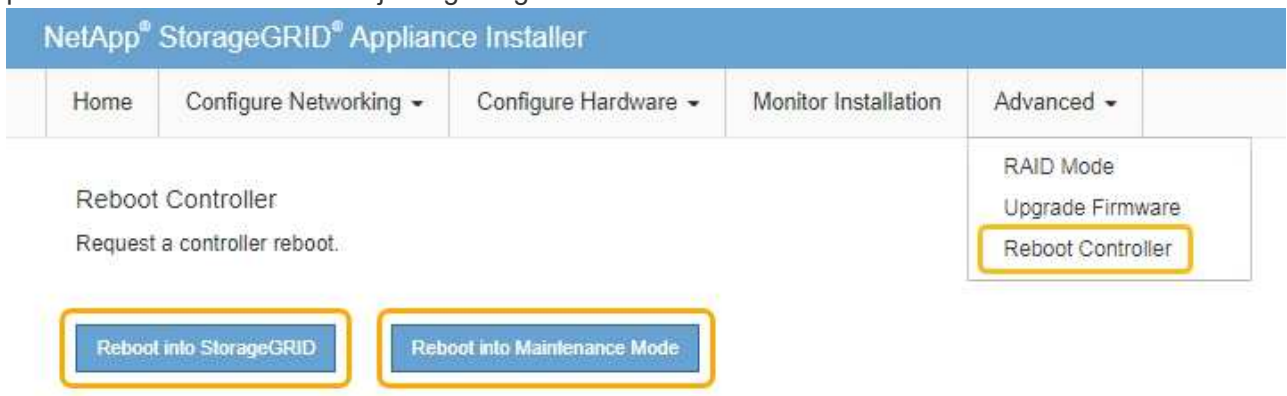 NetApp® StorageGRID® Appliance Installer
Home Configure Networking Configure Hardware Monitor Installation Advanced
RAID Mode
Upgrade Firmware
Reboot Controller
Reboot Controller
Request a controller reboot.
Reboot into StorageGRID Reboot into Maintenance Mode